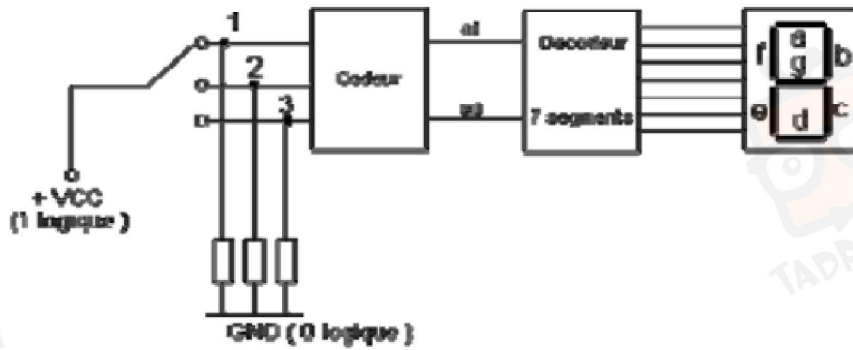 1
2
3
Codeur
a1
a0
Decodeur
7 segments
a
f
g
b
e
d
c
+ VCC
(1 logique )
GND ( 0 logique )